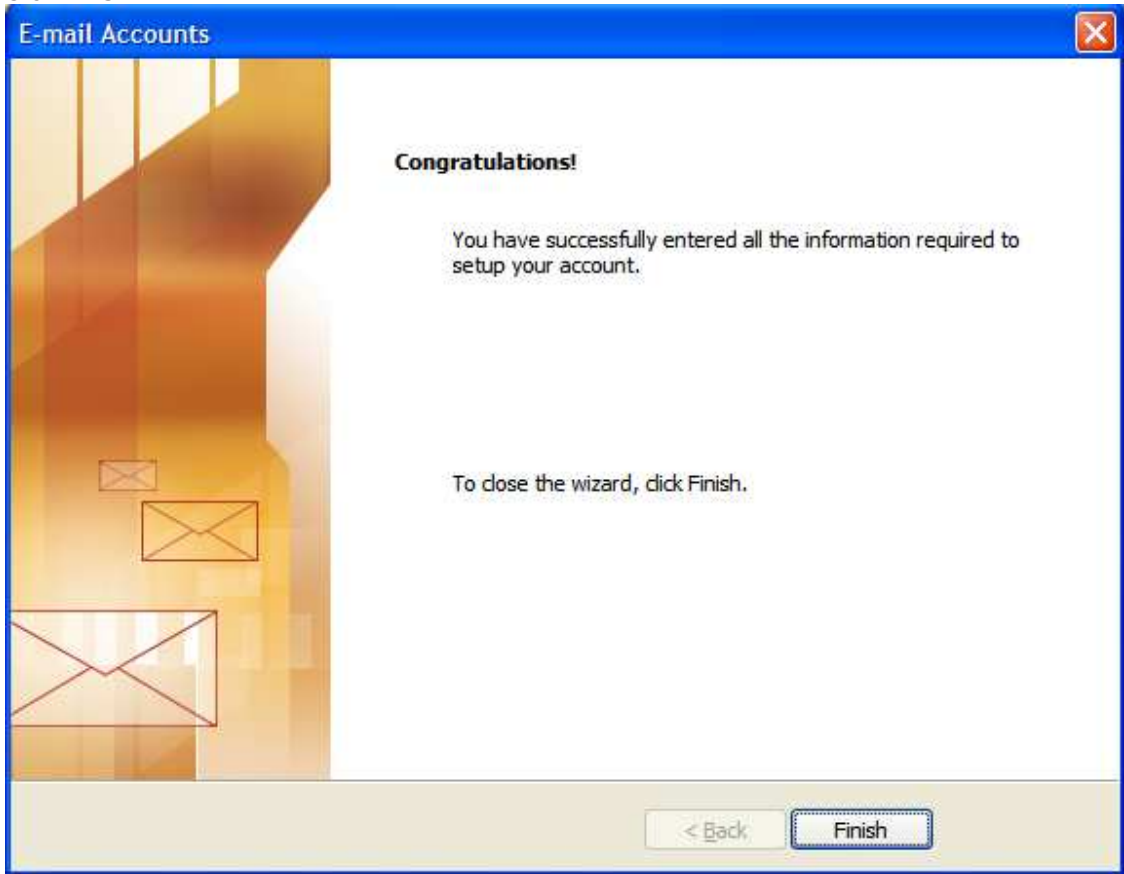 E-mail Accounts
Congratulations!
You have successfully entered all the information required to
setup your account.
To close the wizard, click Finish.
< Back
Finish